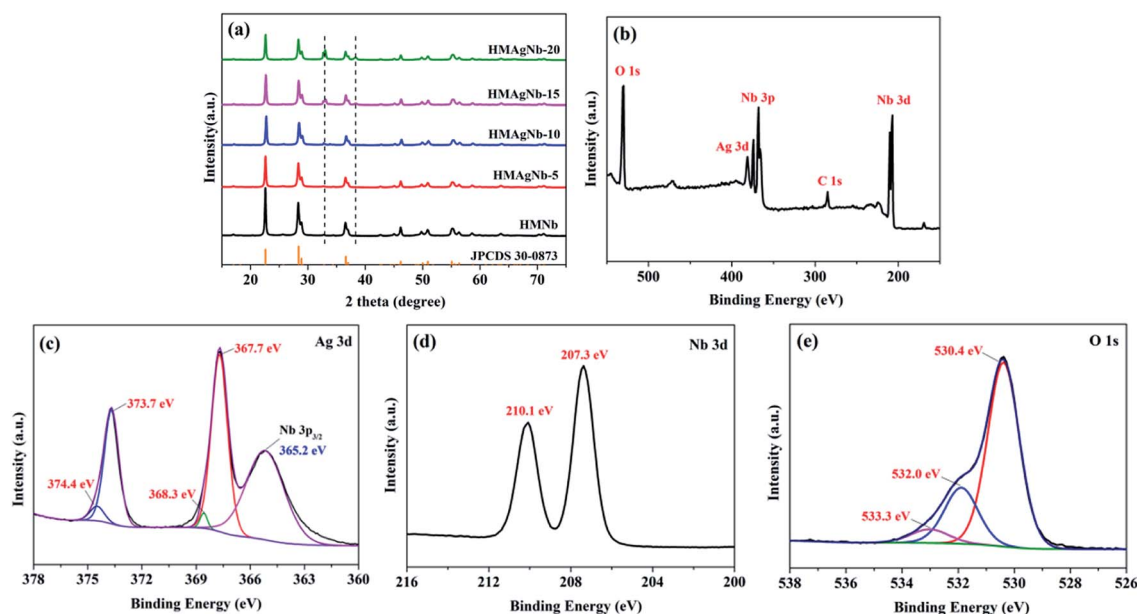 (a)
HMAgNb-20
HMAgNb-15
HMAgNb-10
HMAgNb-5
HMNb
JPCDS 30-0873
Intensity(a.u.)
20 30 40 50 60 70
2 theta (degree)
(b)
O 1s
Nb 3p
Nb 3d
Ag 3d
C 1s
Intensity (a.u.)
500 400 300 200
Binding Energy (eV)
(c)
Ag 3d
367.7 eV
373.7 eV
Nb 3p3/2
365.2 eV
374.4 eV
368.3 eV
Intensity (a.u.)
378 375 372 369 366 363 360
Binding Energy (eV)
(d)
Nb 3d
207.3 eV
210.1 eV
Intensity (a.u.)
216 212 208 204 200
Binding Energy (eV)
(e)
O 1s
530.4 eV
532.0 eV
533.3 eV
Intensity (a.u.)
538 536 534 532 530 528 526
Binding Energy (eV)